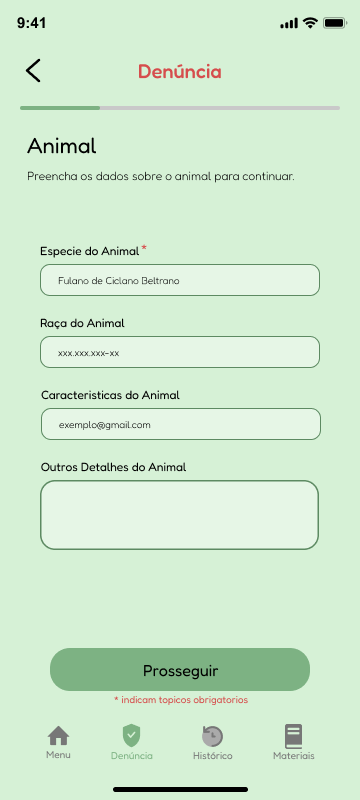 9:41
Denúncia
Animal
Preencha os dados sobre o animal para continuar.
Especie do Animal *
Fulano de Ciclano Beltrano
Raça do Animal
xxx.xxx.xxx-xx
Caracteristicas do Animal
exemplo@gmail.com
Outros Detalhes do Animal
Prosseguir
* indicam topicos obrigatorios
Menu Denúncia Histórico Materiais